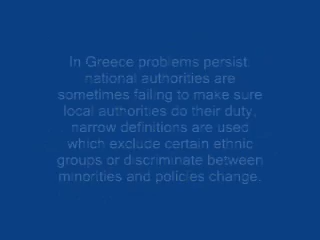 In Greece problems persist:
national authorities are
sometimes failing to make sure
local authorities do their duty,
narrow definitions are used
which exclude certain ethnic
groups or discriminate between
minorities and policies change.